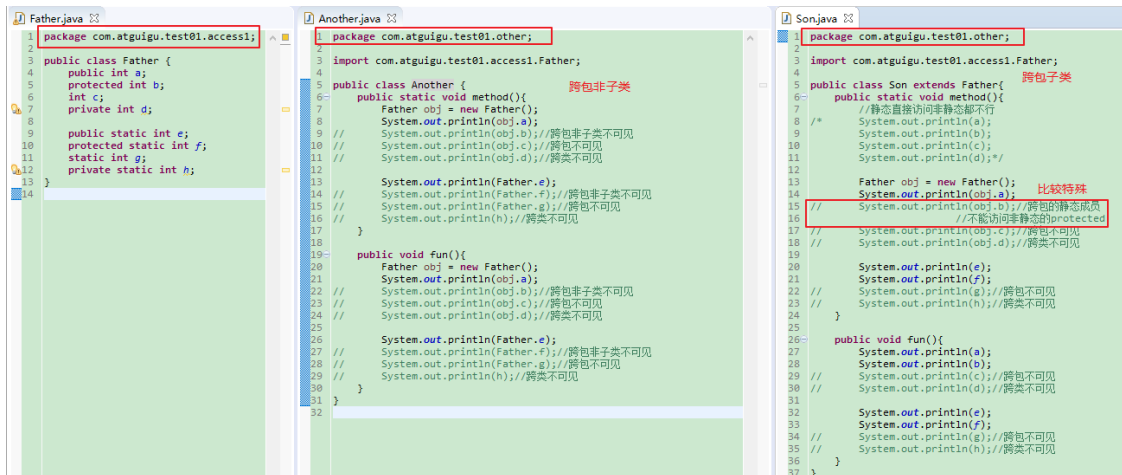 Father.java
1 package com.atguigu.test01.access1;
2
3 public class Father {
4 public int a;
5 protected int b;
6 int c;
7 private int d;
8
9 public static int e;
10 protected static int f;
11 static int g;
12 private static int h;
13 }
14
Another.java
1 package com.atguigu.test01.other;
2
3 import com.atguigu.test01.access1.Father;
4
5 public class Another { 跨包非子类
6 public static void method(){
7 Father obj = new Father();
8 System.out.println(obj.a);
9 // System.out.println(obj.b);//跨包非子类不可见
10 // System.out.println(obj.c);//跨包不可见
11 // System.out.println(obj.d);//跨类不可见
12
13 System.out.println(Father.e);
14 // System.out.println(Father.f);//跨包非子类不可见
15 // System.out.println(Father.g);//跨包不可见
16 // System.out.println(h);//跨类不可见
17 }
18
19 public void fun(){
20 Father obj = new Father();
21 System.out.println(obj.a);
22 // System.out.println(obj.b);//跨包非子类不可见
23 // System.out.println(obj.c);//跨包不可见
24 // System.out.println(obj.d);//跨类不可见
25
26 System.out.println(Father.e);
27 // System.out.println(Father.f);//跨包非子类不可见
28 // System.out.println(Father.g);//跨包不可见
29 // System.out.println(h);//跨类不可见
30 }
31 }
32
Son.java
1 package com.atguigu.test01.other;
2
3 import com.atguigu.test01.access1.Father;
4 跨包子类
5 public class Son extends Father{
6 public static void method(){
7 //静态直接访问非静态都不行
8 /* System.out.println(a);
9 System.out.println(b);
10 System.out.println(c);
11 System.out.println(d);*/
12
13 Father obj = new Father(); 比较特殊
14 System.out.println(obj.a);
15 // System.out.println(obj.b);//跨包的静态成员
16 //不能访问非静态的protected
17 // System.out.println(obj.c);//跨包不可见
18 // System.out.println(obj.d);//跨类不可见
19
20 System.out.println(e);
21 System.out.println(f);
22 // System.out.println(g);//跨包不可见
23 // System.out.println(h);//跨类不可见
24 }
25
26 public void fun(){
27 System.out.println(a);
28 System.out.println(b);
29 // System.out.println(c);//跨包不可见
30 // System.out.println(d);//跨类不可见
31
32 System.out.println(e);
33 System.out.println(f);
34 // System.out.println(g);//跨包不可见
35 // System.out.println(h);//跨类不可见
36 }
37 }